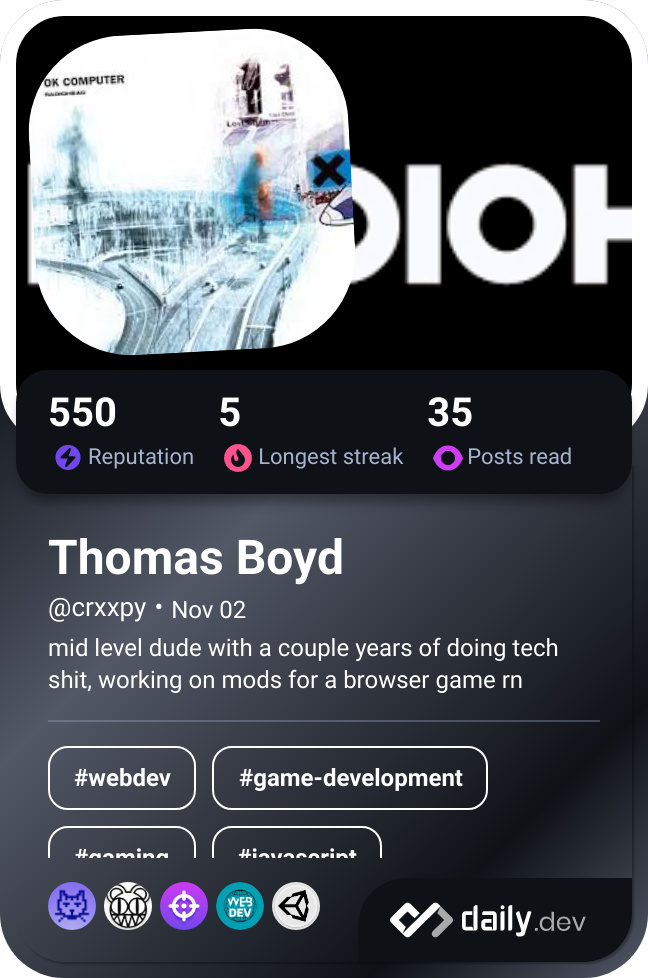 OK COMPUTER
RADIOHEAD
DIOH
550
5
35
Reputation
Longest streak
Posts read
Thomas Boyd
@crxxpy • Nov 02
mid level dude with a couple years of doing tech
shit, working on mods for a browser game rn
#webdev
#game-development
#gaming
#javascript
WEB
DEV
daily.dev